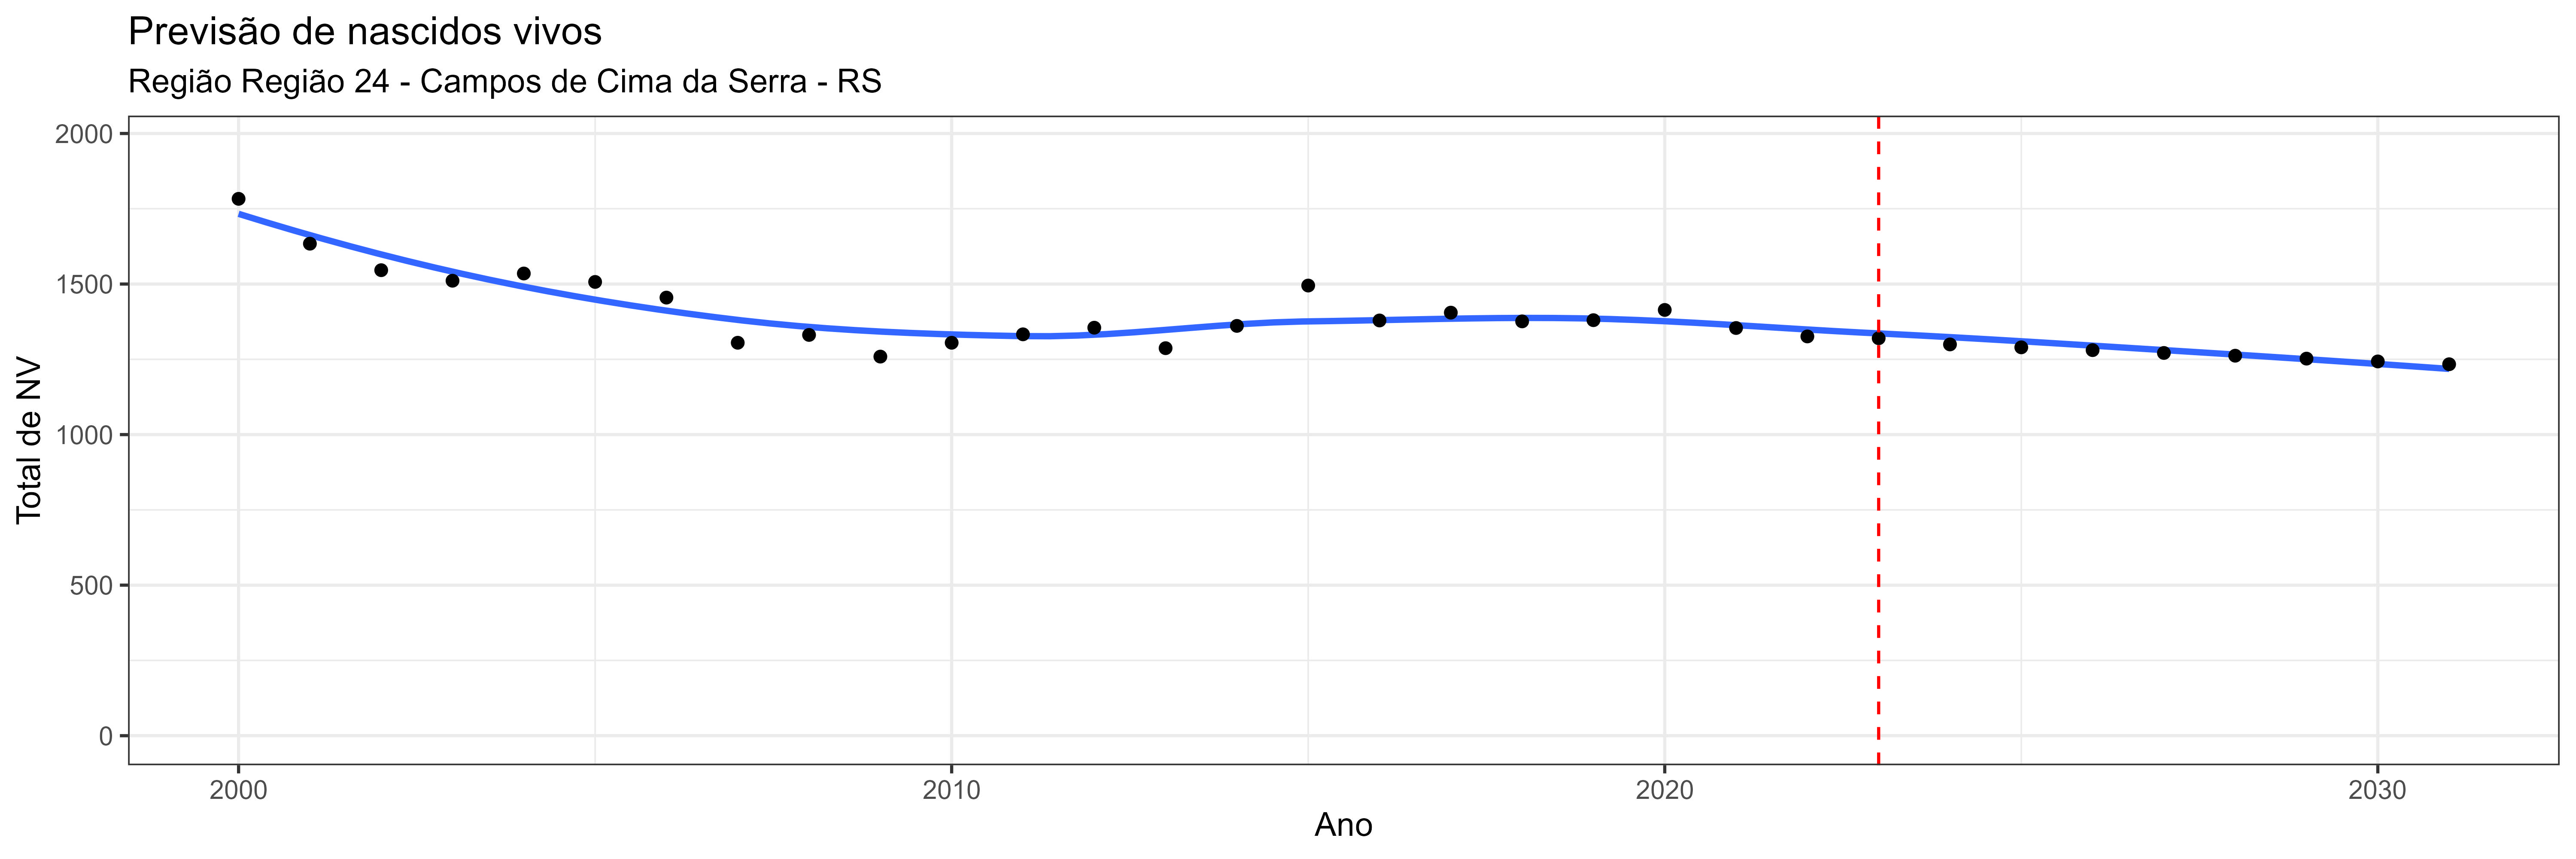 Previsão de nascidos vivos
Região Região 24 - Campos de Cima da Serra - RS
Total de NV
2000
1500
1000
500
0
2000
2010
2020
2030
Ano